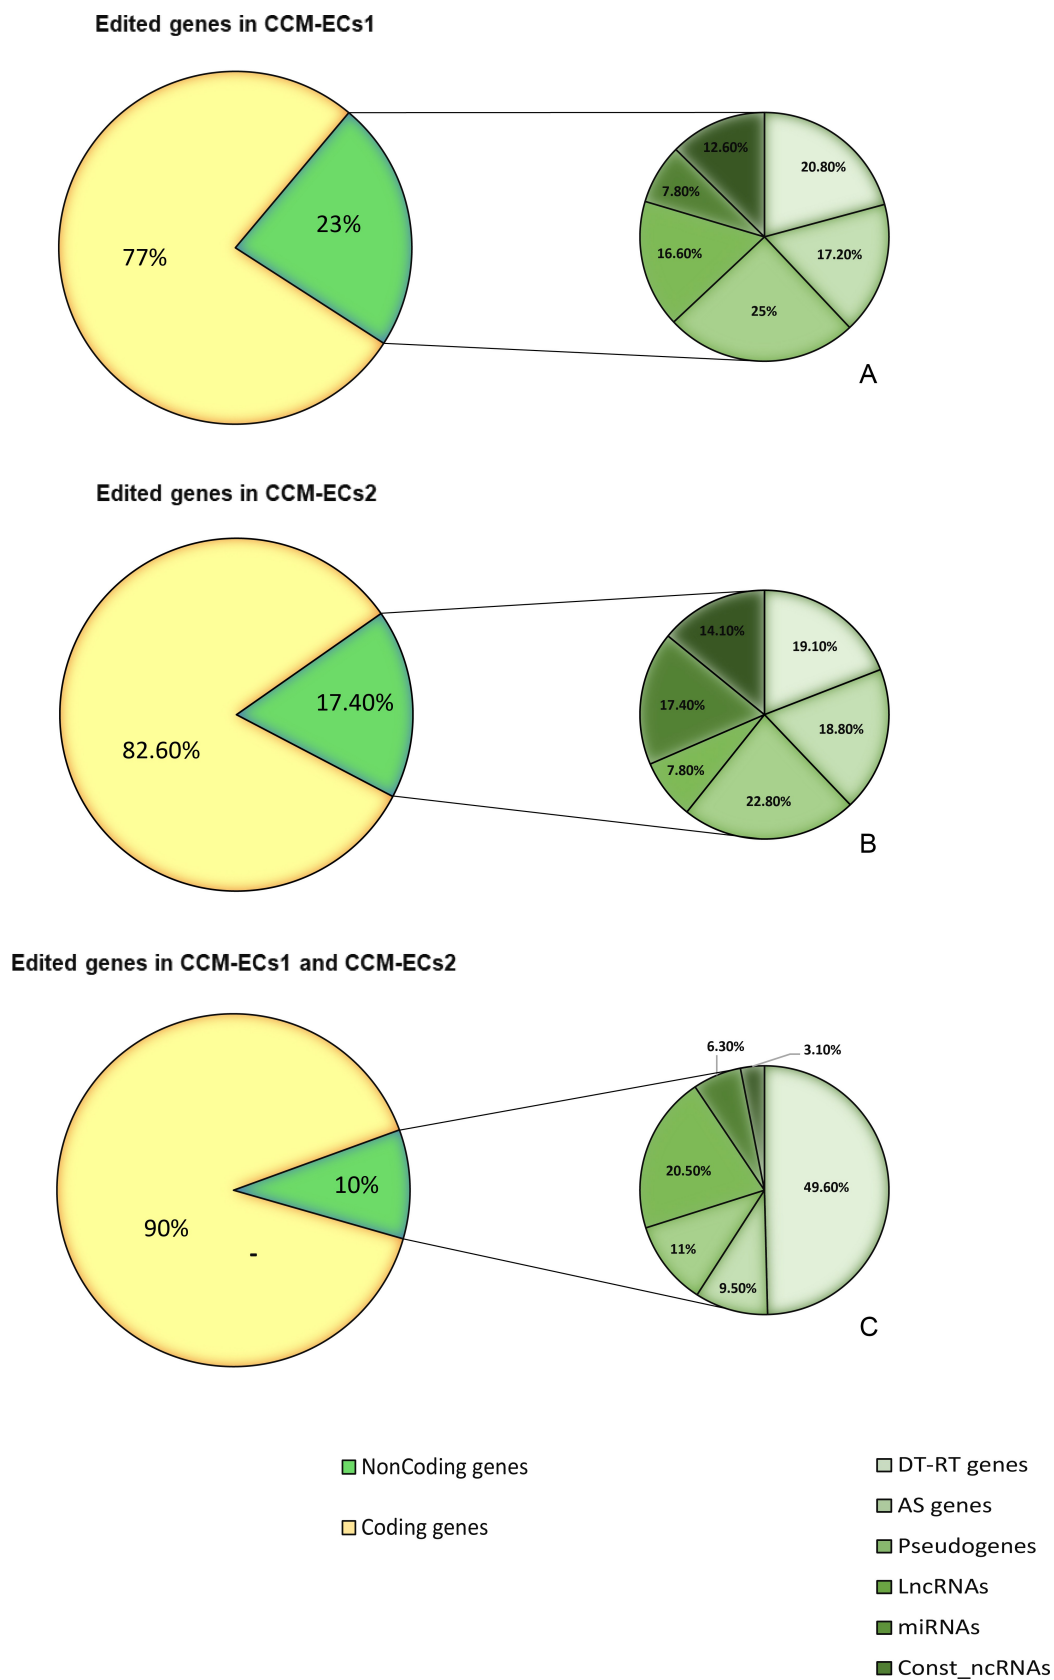 Edited genes in CCM-ECs1
77%
23%
12.60%
20.80%
7.80%
16.60%
17.20%
25%
A
Edited genes in CCM-ECs2
82.60%
17.40%
14.10%
19.10%
17.40%
18.80%
7.80%
22.80%
B
Edited genes in CCM-ECs1 and CCM-ECs2
90%
-
10%
6.30%
3.10%
20.50%
49.60%
11%
9.50%
C
NonCoding genes
Coding genes
DT-RT genes
AS genes
Pseudogenes
LncRNAs
miRNAs
Const_ncRNAs